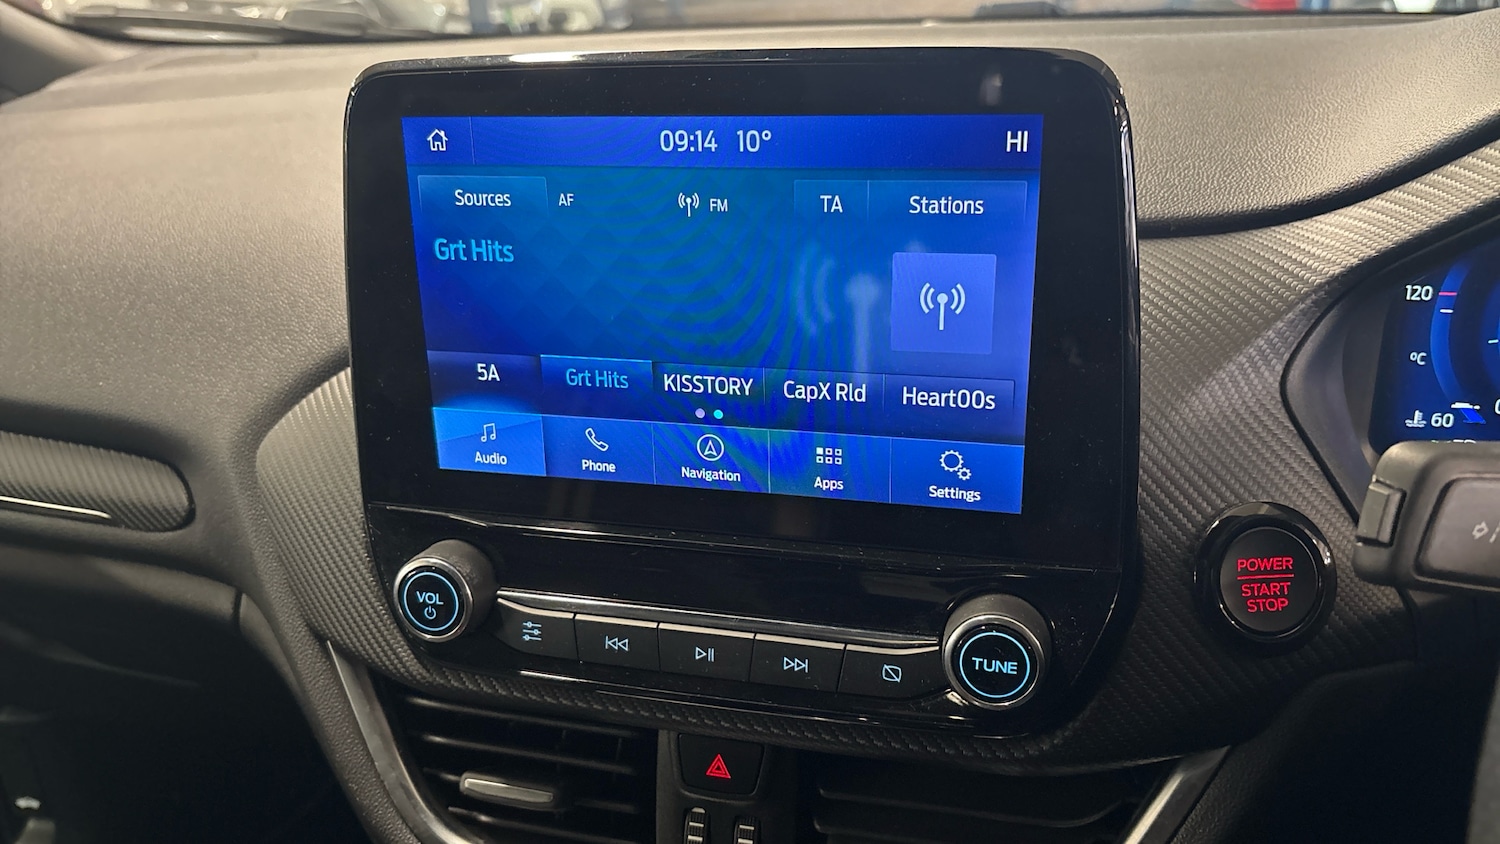 09:14 10° HI
Sources AF FM TA Stations
Grt Hits
5A Grt Hits KISSTORY CapX Rld Heart00s
Audio Phone Navigation Apps Settings
VOL
TUNE
POWER
START
STOP
120
°C
60